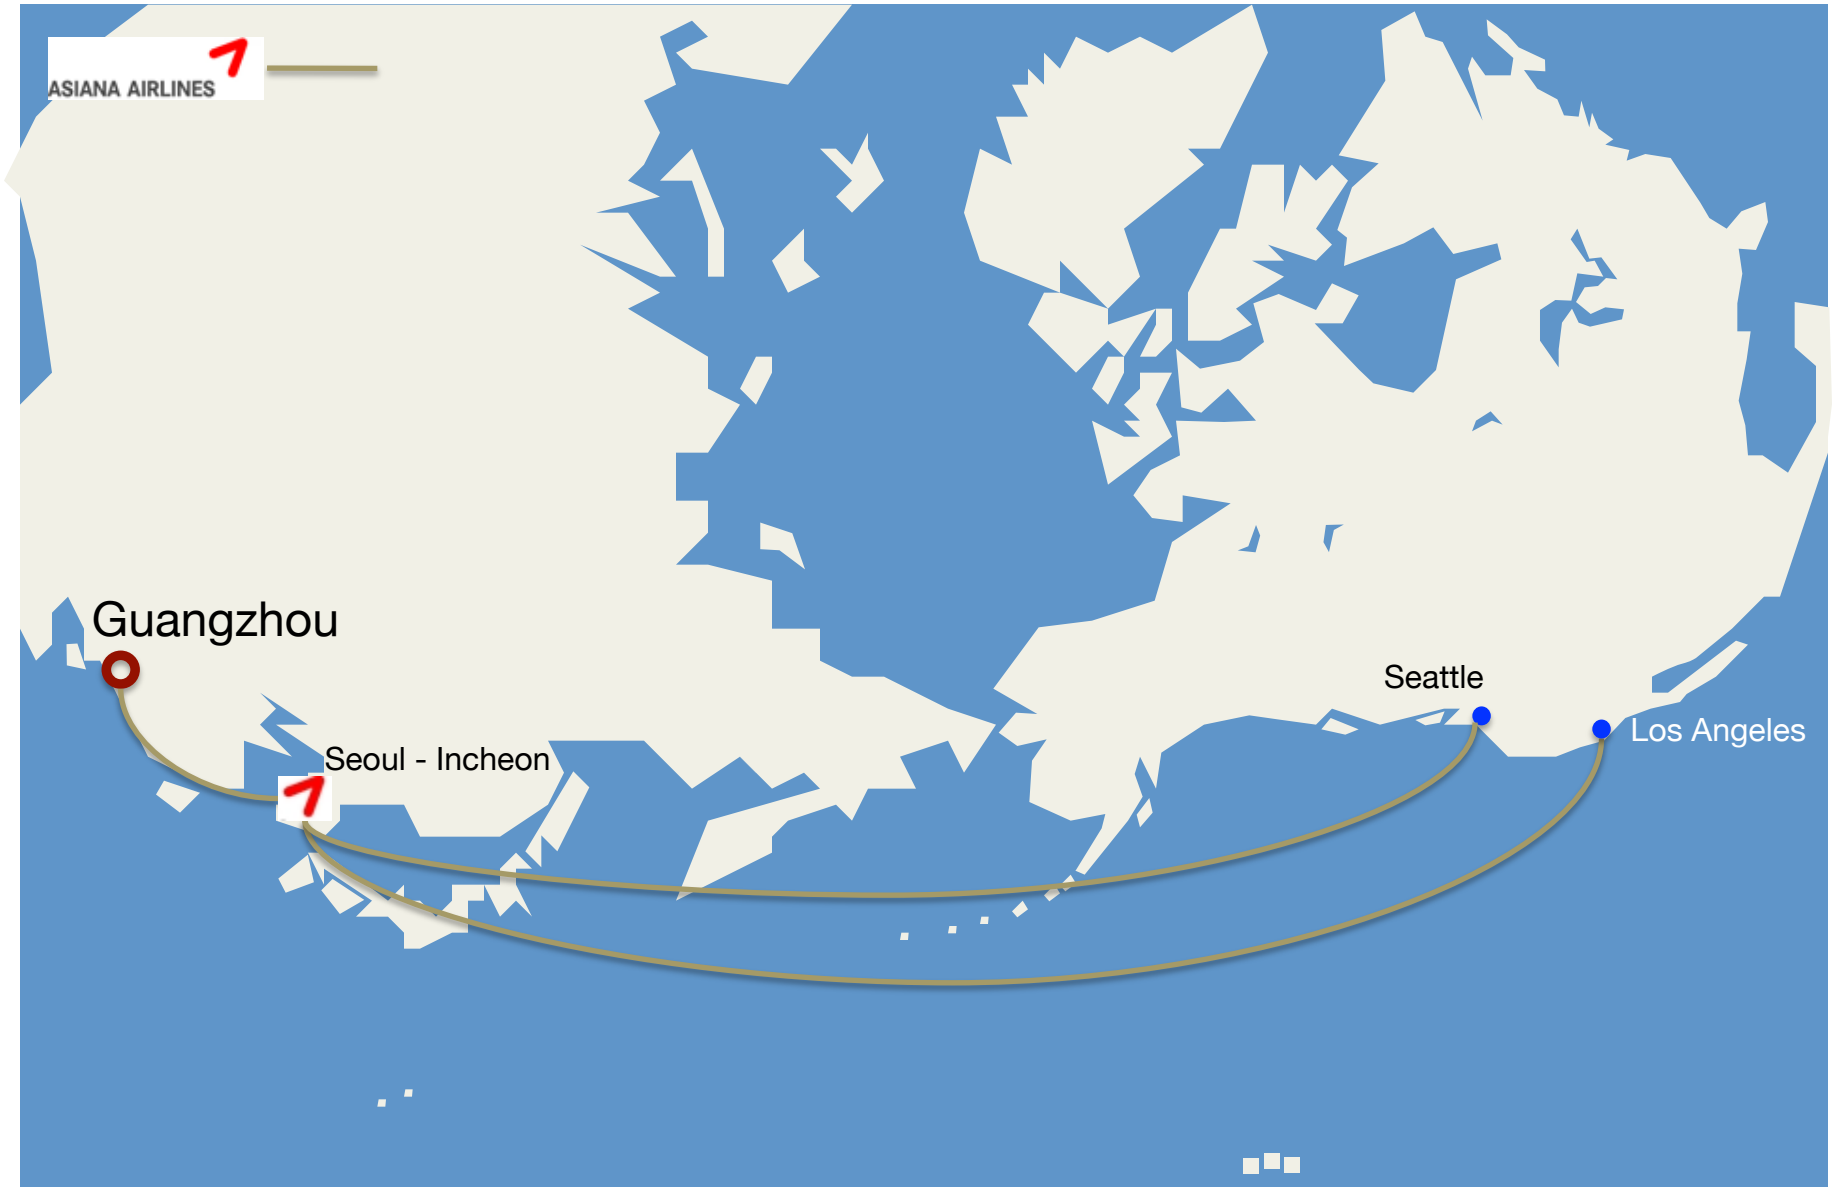 ASIANA AIRLINES
Guangzhou
Seattle
Los Angeles
Seoul - Incheon